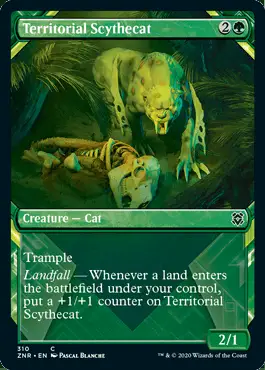 Territorial Scythecat 2
Creature — Cat
Trample
Landfall — Whenever a land enters
the battlefield under your control,
put a +1/+1 counter on Territorial
Scythecat.
2/1
310 C
ZNR • EN PASCAL BLANCHE
™ & © 2020 Wizards of the Coast